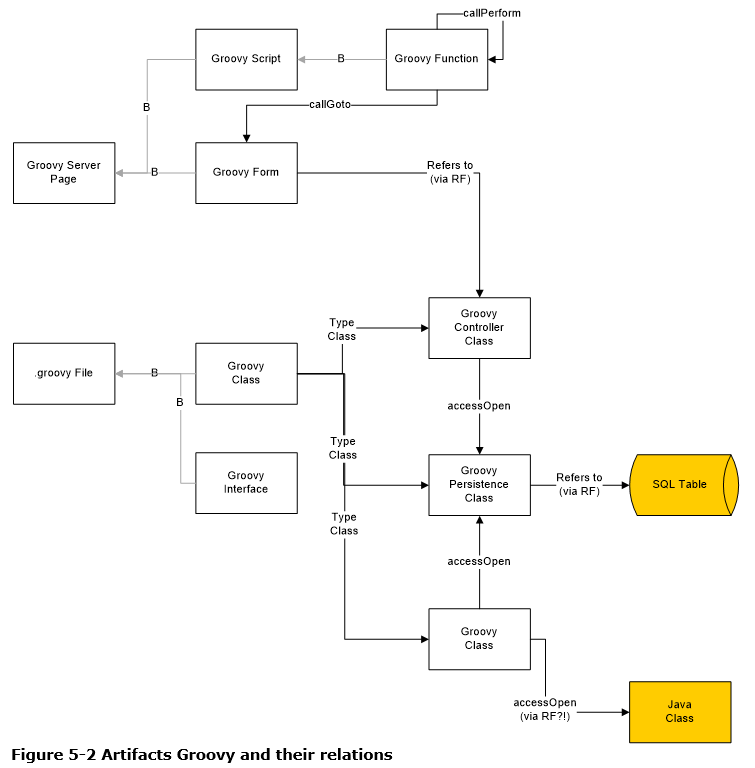 callPerform
Groovy Script
B
Groovy Function
B
callGoto
Groovy Server
Page
B
Groovy Form
Refers to
(via RF)
Groovy
Controller
Class
Type
Class
.groovy File
B
Groovy
Class
B
accessOpen
Type
Class
Groovy
Interface
Groovy
Persistence
Class
Refers to
(via RF)
SQL Table
Type
Class
accessOpen
Groovy
Class
accessOpen
(via RF?!)
Java
Class
Figure 5-2 Artifacts Groovy and their relations